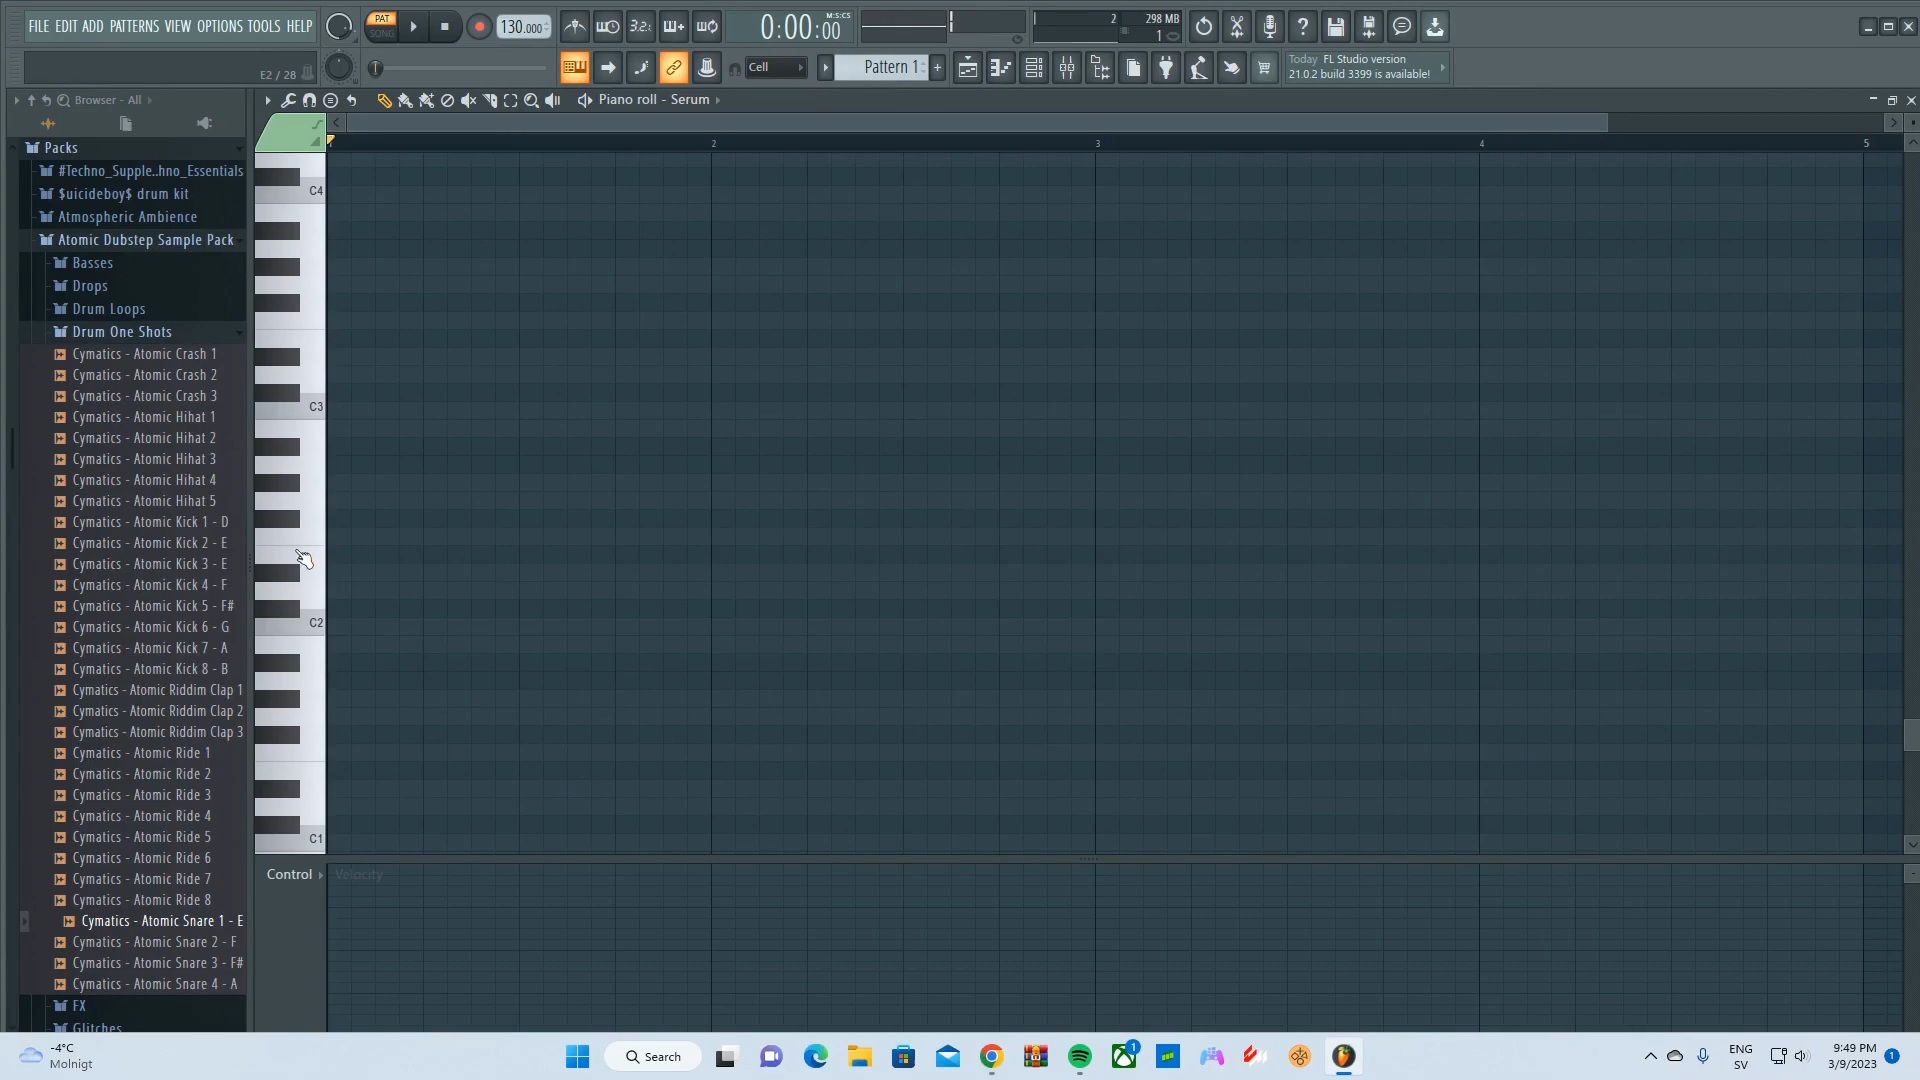 FILE EDIT ADD PATTERNS VIEW OPTIONS TOOLS HELP
PAT
SONG
130.000
3.2.
0:00:00
M:S:CS
2
298 MB
1
E2 / 28
Cell
Pattern 1
Today FL Studio version
21.0.2 build 3399 is available!
Browser - All
Piano roll - Serum
Packs
#Techno_Supple..hno_Essentials
$uicideboy$ drum kit
Atmospheric Ambience
Atomic Dubstep Sample Pack
Basses
Drops
Drum Loops
Drum One Shots
Cymatics - Atomic Crash 1
Cymatics - Atomic Crash 2
Cymatics - Atomic Crash 3
Cymatics - Atomic Hihat 1
Cymatics - Atomic Hihat 2
Cymatics - Atomic Hihat 3
Cymatics - Atomic Hihat 4
Cymatics - Atomic Hihat 5
Cymatics - Atomic Kick 1 - D
Cymatics - Atomic Kick 2 - E
Cymatics - Atomic Kick 3 - E
Cymatics - Atomic Kick 4 - F
Cymatics - Atomic Kick 5 - F#
Cymatics - Atomic Kick 6 - G
Cymatics - Atomic Kick 7 - A
Cymatics - Atomic Kick 8 - B
Cymatics - Atomic Riddim Clap 1
Cymatics - Atomic Riddim Clap 2
Cymatics - Atomic Riddim Clap 3
Cymatics - Atomic Ride 1
Cymatics - Atomic Ride 2
Cymatics - Atomic Ride 3
Cymatics - Atomic Ride 4
Cymatics - Atomic Ride 5
Cymatics - Atomic Ride 6
Cymatics - Atomic Ride 7
Cymatics - Atomic Ride 8
Cymatics - Atomic Snare 1 - E
Cymatics - Atomic Snare 2 - F
Cymatics - Atomic Snare 3 - F#
Cymatics - Atomic Snare 4 - A
FX
Glitches
2
3
4
5
C4
C3
C2
C1
Control
Velocity
-4°C
Molnigt
Search
1
ENG
SV
9:49 PM
3/9/2023
1